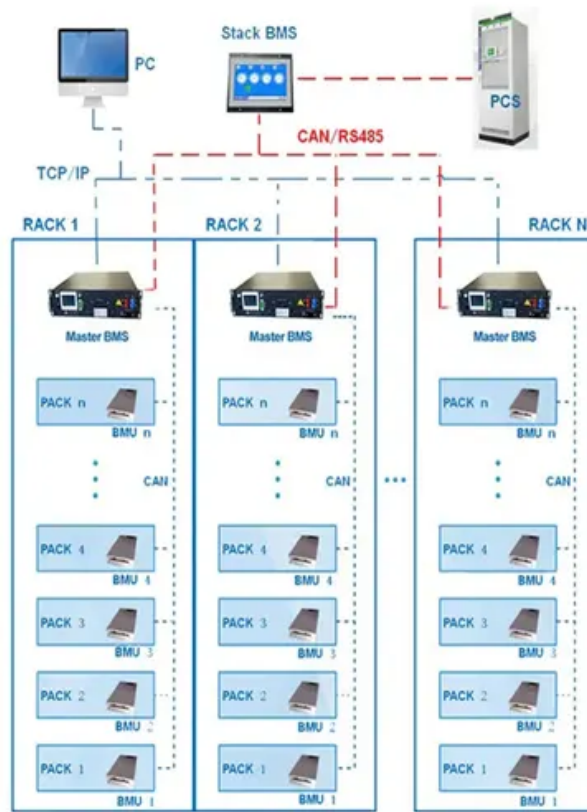 PC
Stack BMS
PCS
CAN/RS485
TCP/IP
RACK 1
RACK 2
RACK N
Master BMS
Master BMS
Master BMS
PACK n
BMU n
PACK n
BMU n
PACK n
BMU n
CAN
CAN
CAN
PACK 4
BMU 4
PACK 4
BMU 4
PACK 4
BMU 4
PACK 3
BMU 3
PACK 3
BMU 3
PACK 3
BMU 3
PACK 2
BMU 2
PACK 2
BMU 2
PACK 2
BMU 2
PACK 1
BMU 1
PACK 1
BMU 1
PACK 1
BMU 1